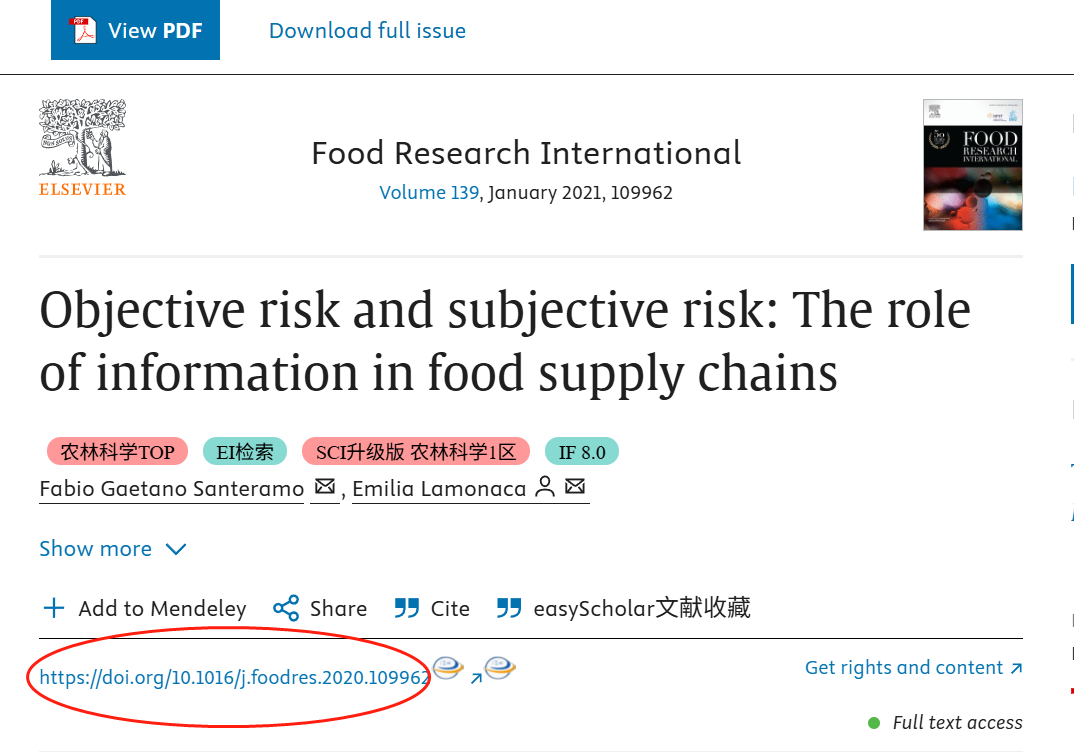 View PDF
Download full issue
ELSEVIER
Food Research International
Volume 139, January 2021, 109962
FOOD
RESEARCH
INTERNATIONAL
Objective risk and subjective risk: The role
of information in food supply chains
农林科学TOP EI检索 SCI升级版 农林科学1区 IF 8.0
Fabio Gaetano Santeramo , Emilia Lamonaca
Show more
Add to Mendeley Share Cite easyScholar文献收藏
https://doi.org/10.1016/j.foodres.2020.109962
Get rights and content
Full text access